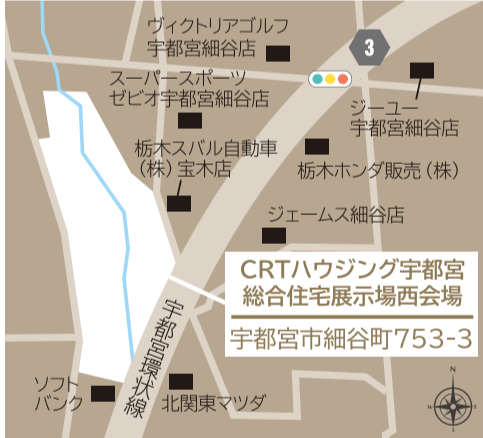 ヴィクトリアゴルフ
宇都宮細谷店
3
スーパースポーツ
ゼビオ宇都宮細谷店
ジーユー
宇都宮細谷店
栃木スバル自動車
(株)宝木店
栃木ホンダ販売(株)
ジェームス細谷店
CRTハウジング宇都宮
総合住宅展示場西会場
宇都宮市細谷町753-3
宇都宮環状線
ソフト
バンク
北関東マツダ
N
W
E
S